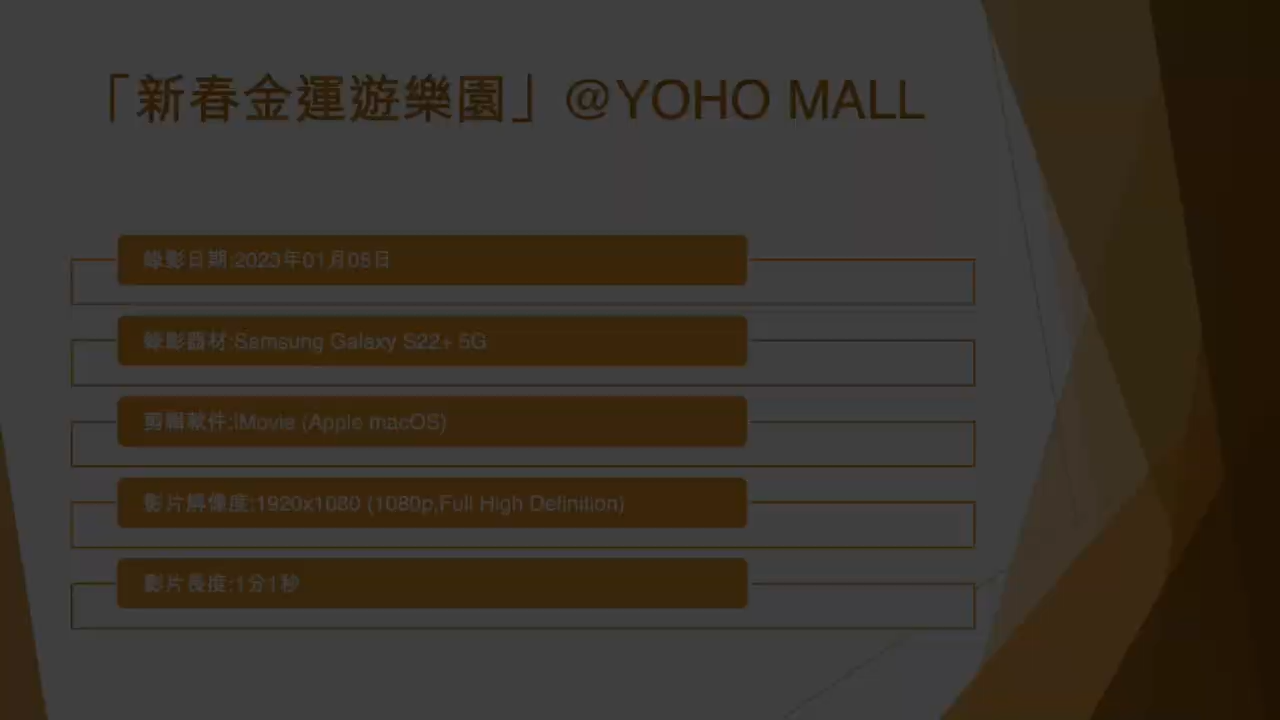 「新春金運遊樂園」@YOHO MALL
錄影日期:2023年01月05日
錄影器材:Samsung Galaxy S22+ 5G
剪輯軟件:iMovie (Apple macOS)
影片解像度:1920x1080 (1080p,Full High Definition)
影片長度:1分1秒